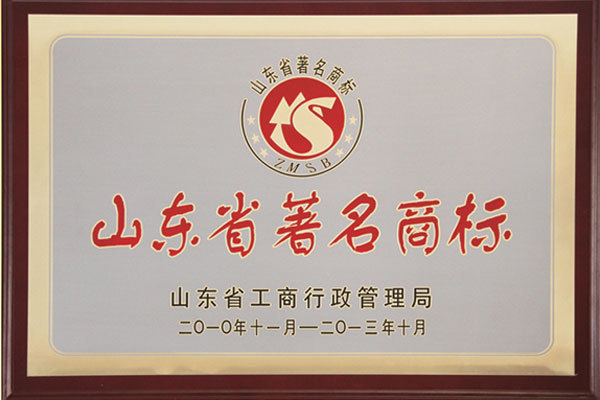 山东省著名商标
ZMSB
山东省著名商标
山东省工商行政管理局
二〇一〇年十一月—二〇一三年十月